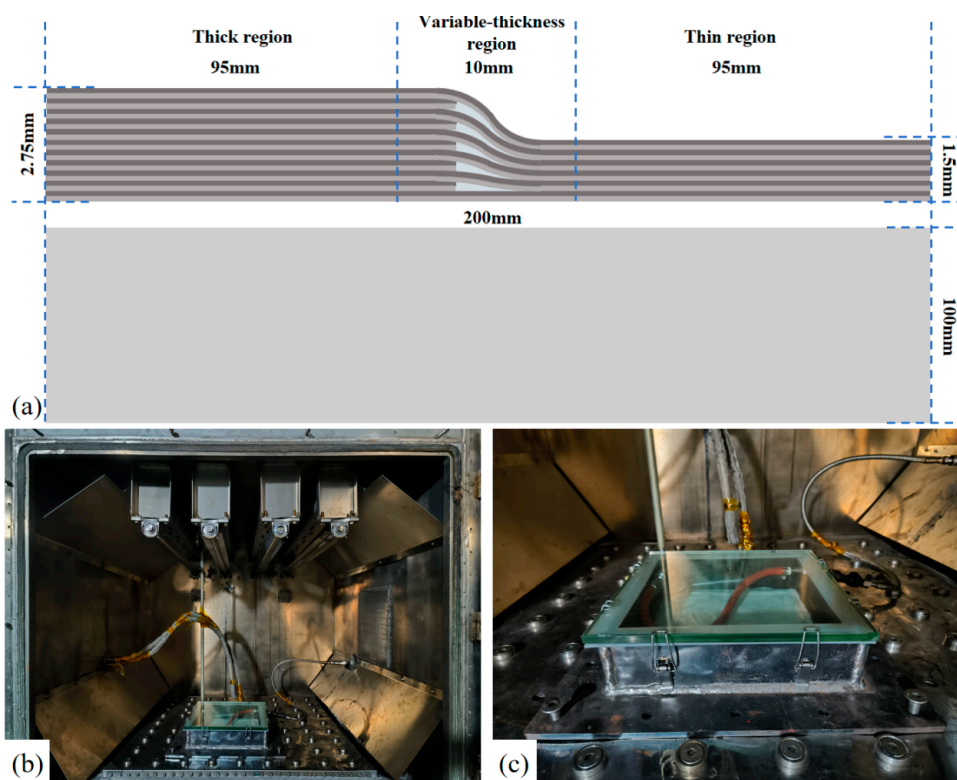 Thick region
95mm
Variable-thickness
region
10mm
Thin region
95mm
2.75mm
1.5mm
200mm
100mm
(a)
(b)
(c)